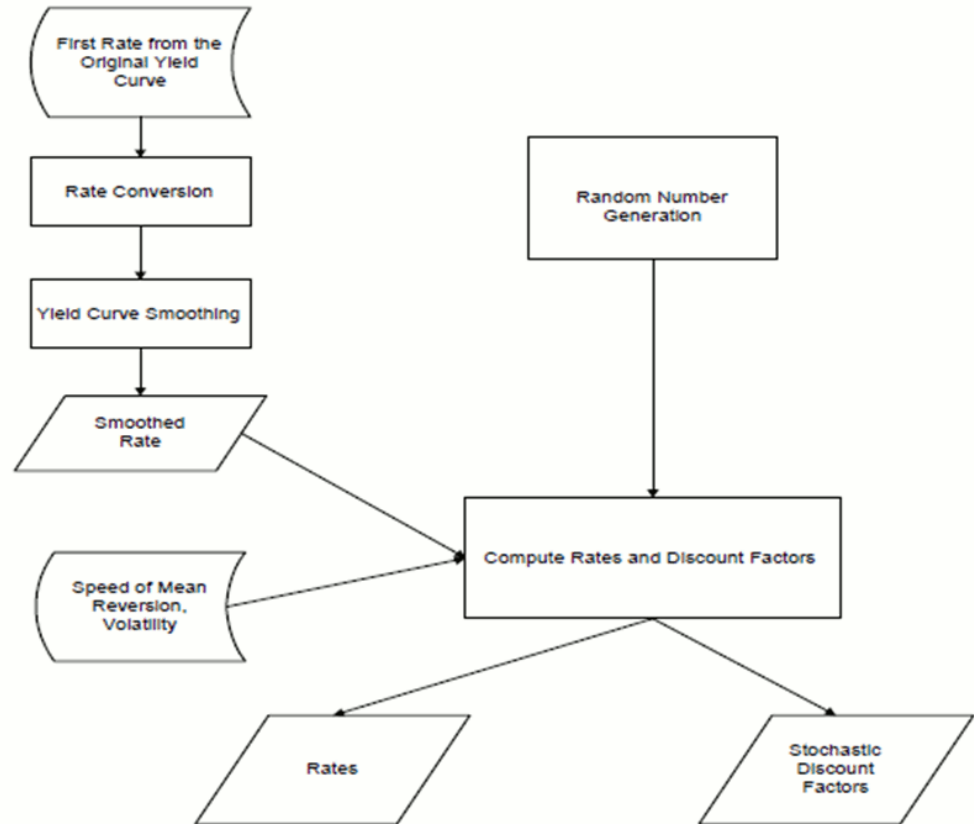 First Rate from the
Original Yield
Curve
Rate Conversion
Random Number
Generation
Yield Curve Smoothing
Smoothed
Rate
Compute Rates and Discount Factors
Speed of Mean
Reversion,
Volatility
Rates
Stochastic
Discount
Factors